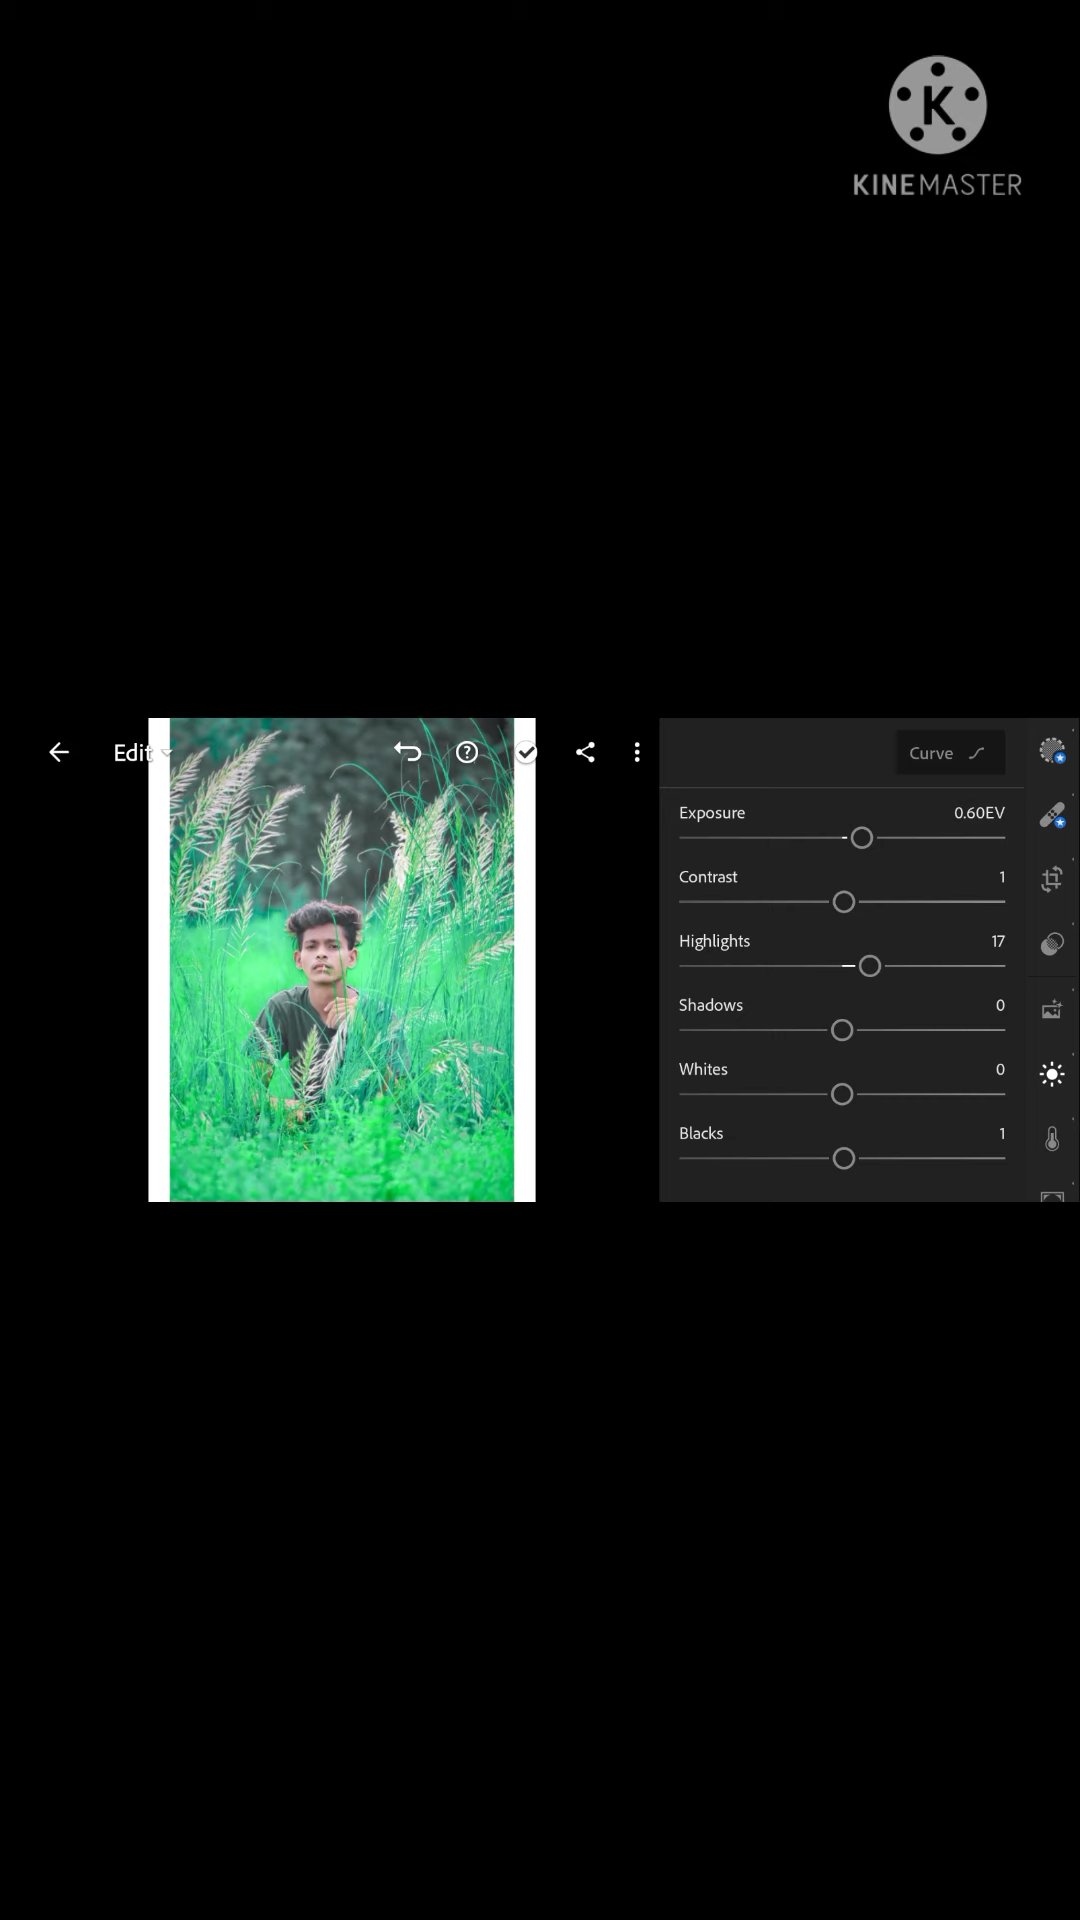 KINEMASTER
Edit
Curve
Exposure 0.60EV
Contrast 1
Highlights 17
Shadows 0
Whites 0
Blacks 1